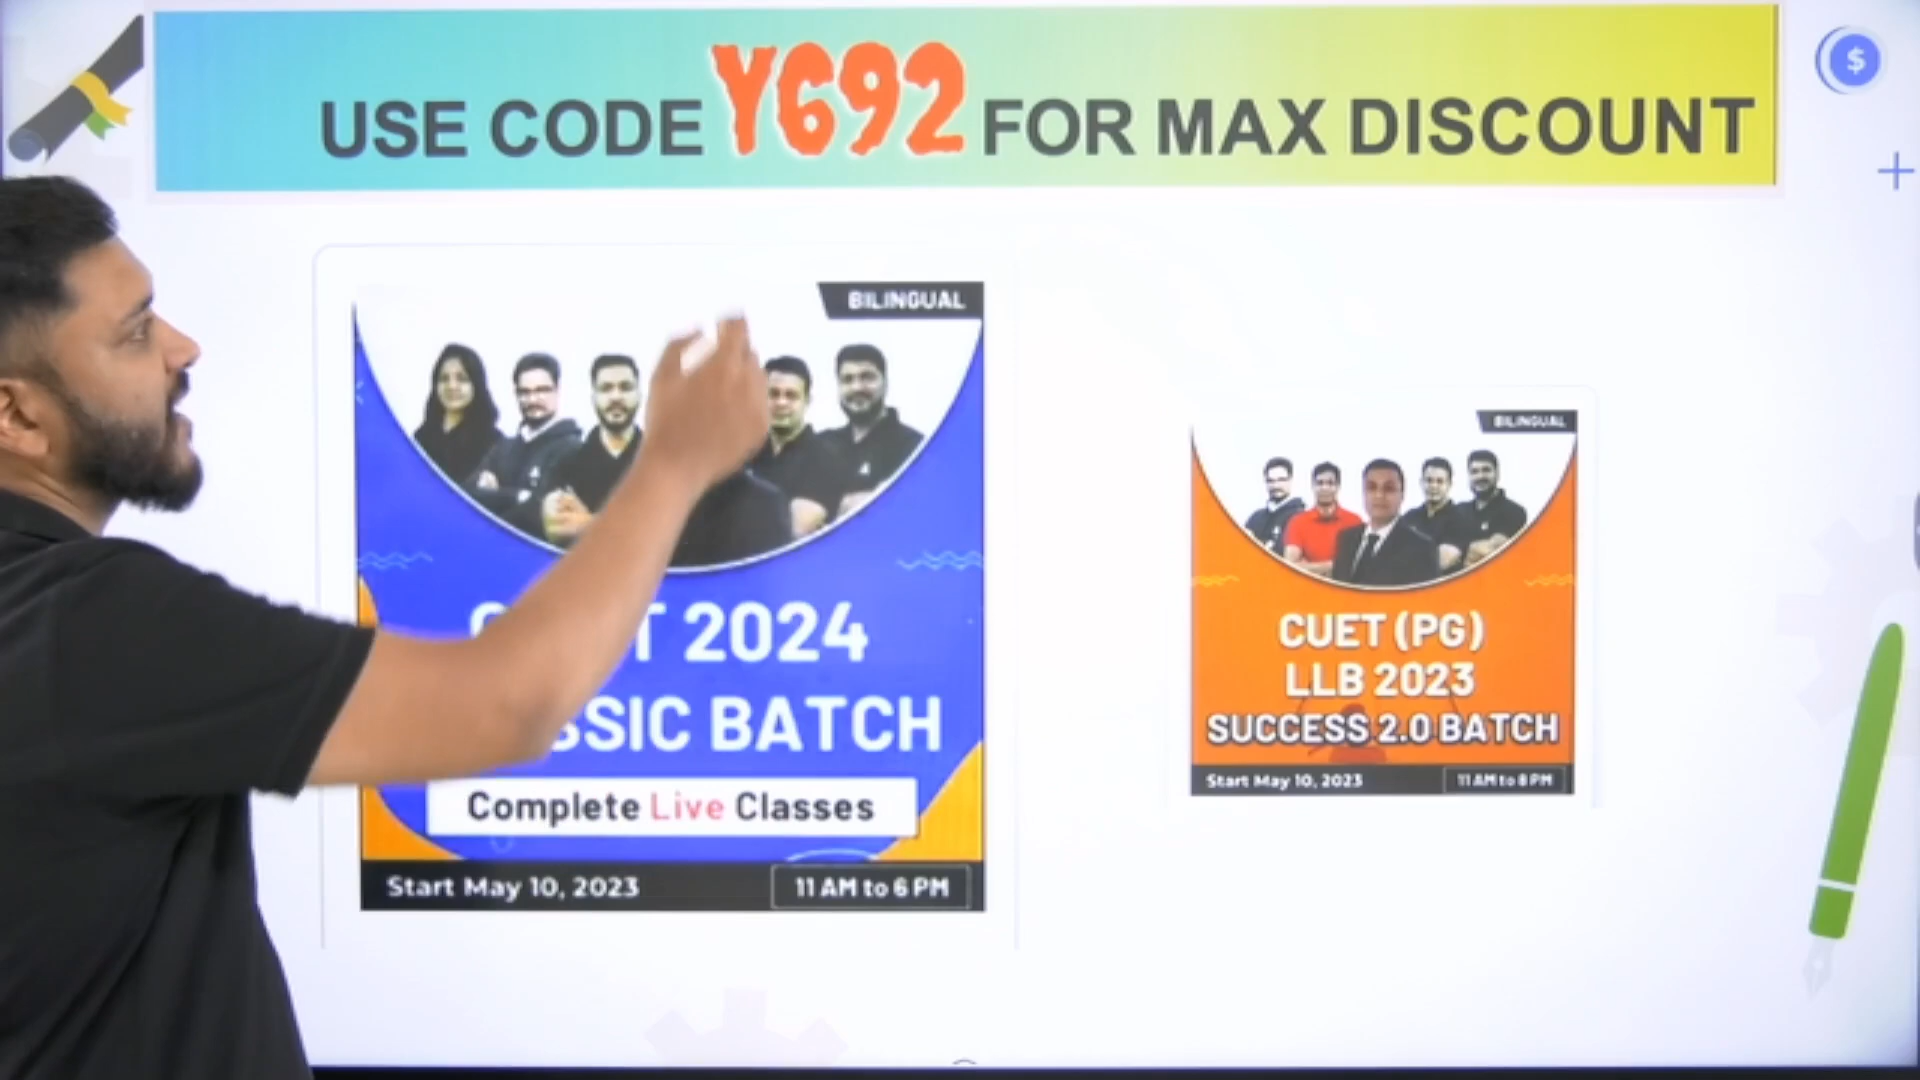 USE CODE Y692 FOR MAX DISCOUNT
$
BILINGUAL
2024
BATCH
Complete Live Classes
Start May 10, 2023
11 AM to 6 PM
BILINGUAL
CUET (PG)
LLB 2023
SUCCESS 2.0 BATCH
Start May 10, 2023
11 AM to 8 PM